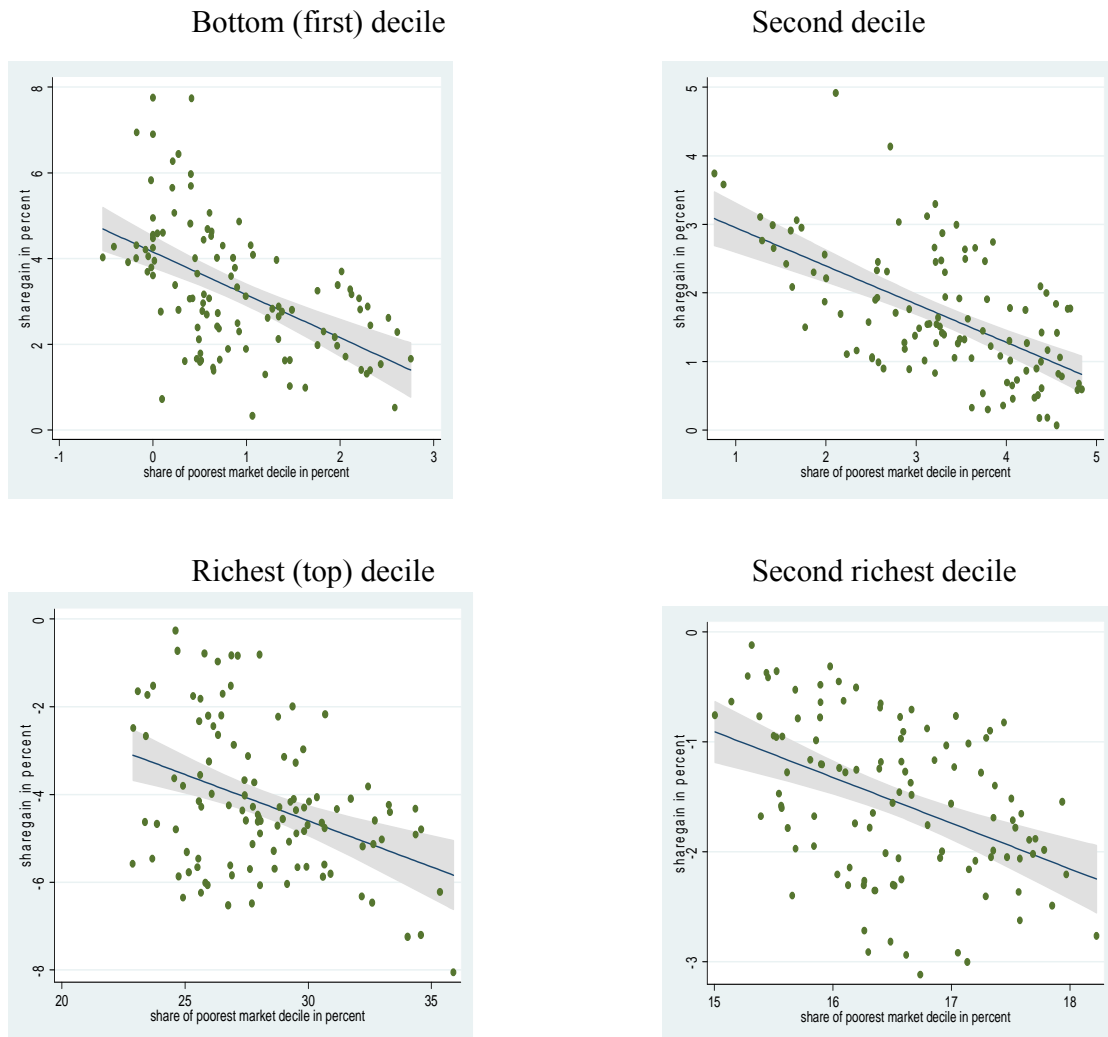 Bottom (first) decile
Second decile
8
6
4
2
0
sharegain in percent
-1 0 1 2 3
share of poorest market decile in percent
5
4
3
2
1
0
sharegain in percent
1 2 3 4 5
share of poorest market decile in percent
Richest (top) decile
Second richest decile
0
-2
-4
-6
-8
sharegain in percent
20 25 30 35
share of poorest market decile in percent
0
-1
-2
-3
sharegain in percent
15 16 17 18
share of poorest market decile in percent